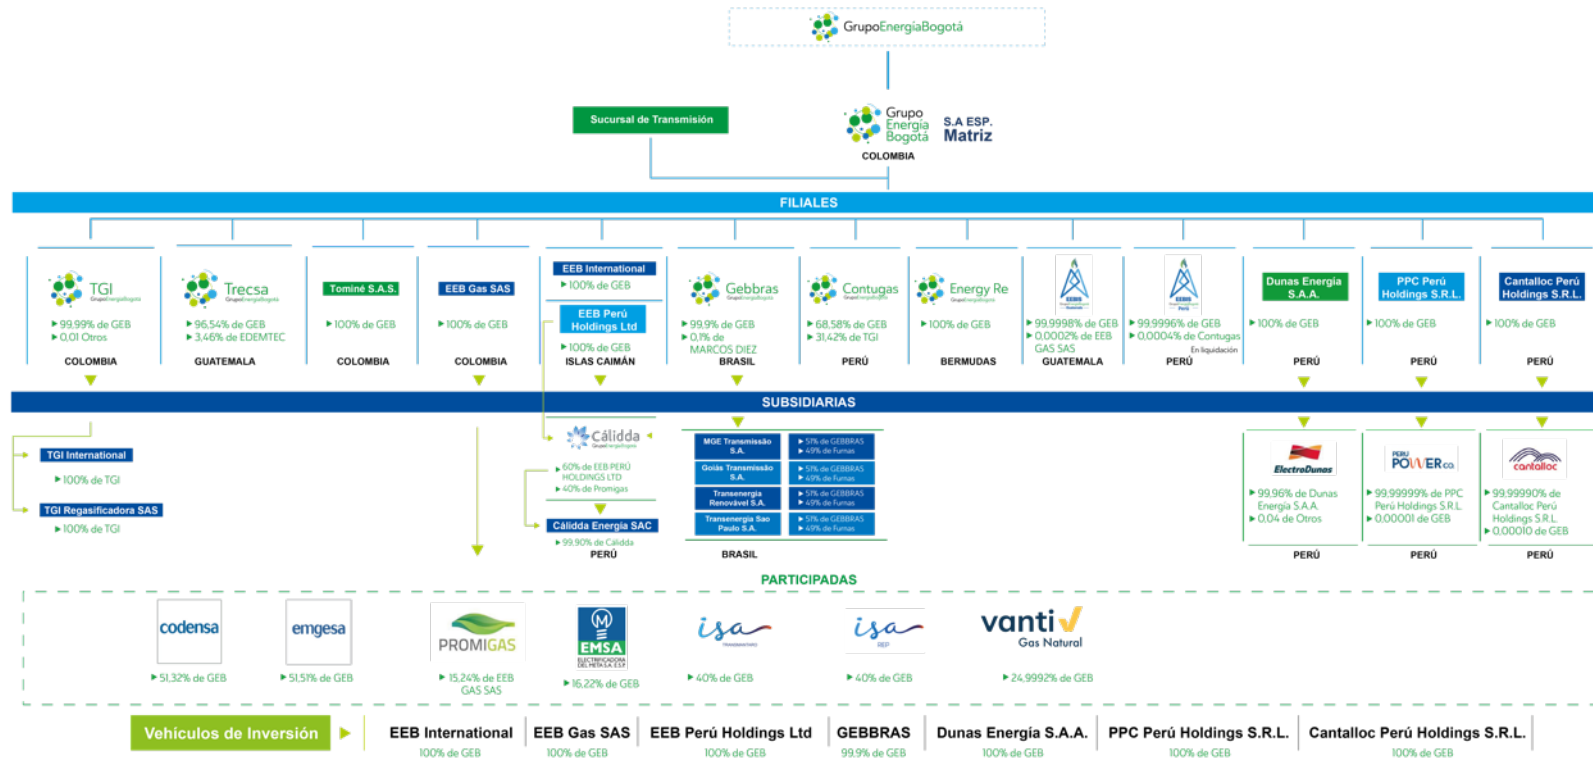 GrupoEnergíaBogotá
Sucursal de Transmisión
Grupo
Energía
Bogotá
S.A ESP.
Matriz
COLOMBIA
FILIALES
TGI
GrupoEnergíaBogotá
99,99% de GEB
0,01 Otros
COLOMBIA
Trecsa
GrupoEnergíaBogotá
96,54% de GEB
3,46% de EDEMTEC
GUATEMALA
Tominé S.A.S.
100% de GEB
COLOMBIA
EEB Gas SAS
100% de GEB
COLOMBIA
EEB International
100% de GEB
EEB Perú
Holdings Ltd
100% de GEB
ISLAS CAIMÁN
Gebbras
GrupoEnergíaBogotá
99,9% de GEB
0,1% de
MARCOS DIEZ
BRASIL
Contugas
GrupoEnergíaBogotá
68,58% de GEB
31,42% de TGI
PERÚ
Energy Re
GrupoEnergíaBogotá
100% de GEB
BERMUDAS
EEBIS
99,9998% de GEB
0,0002% de EEB
GAS SAS
GUATEMALA
EEBIS
Perú
99,9996% de GEB
0,0004% de Contugas
En liquidación
PERÚ
Dunas Energía
S.A.A.
100% de GEB
PERÚ
PPC Perú
Holdings S.R.L.
100% de GEB
PERÚ
Cantalloc Perú
Holdings S.R.L.
100% de GEB
PERÚ
SUBSIDIARIAS
TGI International
100% de TGI
TGI Regasificadora SAS
100% de TGI
Cálidda
GrupoEnergíaBogotá
60% de EEB PERÚ
HOLDINGS LTD
40% de Promigas
Cálidda Energía SAC
99,90% de Cálidda
PERÚ
MGE Transmissão
S.A.
51% de GEBBRAS
49% de Furnas
Goiás Transmissão
S.A.
51% de GEBBRAS
49% de Furnas
Transenergia
Renovável S.A.
51% de GEBBRAS
49% de Furnas
Transenergia Sao
Paulo S.A.
51% de GEBBRAS
49% de Furnas
BRASIL
ElectroDunas
99,96% de Dunas
Energía S.A.A.
0,04 de Otros
PERÚ
PERU
POWER CO.
99,99999% de PPC
Perú Holdings S.R.L.
0,00001 de GEB
PERÚ
cantalloc
99,99990% de
Cantalloc Perú
Holdings S.R.L.
0,00010 de GEB
PERÚ
PARTICIPADAS
codensa
51,32% de GEB
emgesa
51,51% de GEB
PROMIGAS
15,24% de EEB
GAS SAS
EMSA
ELECTRIFICADORA
DEL META S.A. E.S.P.
16,22% de GEB
isa
TRANSMANTARO
40% de GEB
isa
REP
40% de GEB
vanti
Gas Natural
24,9992% de GEB
Vehículos de Inversión
EEB International
100% de GEB
EEB Gas SAS
100% de GEB
EEB Perú Holdings Ltd
100% de GEB
GEBBRAS
99.9% de GEB
Dunas Energía S.A.A.
100% de GEB
PPC Perú Holdings S.R.L.
100% de GEB
Cantalloc Perú Holdings S.R.L.
100% de GEB